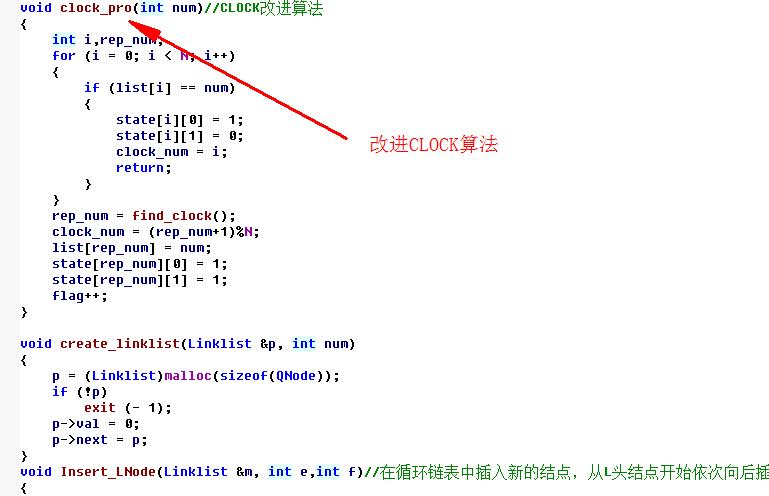 void clock_pro(int num)//CLOCK改进算法
{
    int i,rep_num;
    for (i = 0; i < N; i++)
    {
        if (list[i] == num)
        {
            state[i][0] = 1;
            state[i][1] = 0;
            clock_num = i;
            return;
        }
    }
    rep_num = find_clock();
    clock_num = (rep_num+1)%N;
    list[rep_num] = num;
    state[rep_num][0] = 1;
    state[rep_num][1] = 1;
    flag++;
}
改进CLOCK算法
void create_linklist(Linklist &p, int num)
{
    p = (Linklist)malloc(sizeof(QNode));
    if (!p)
        exit (- 1);
    p->val = 0;
    p->next = p;
}
void Insert_LNode(Linklist &m, int e,int f)//在循环链表中插入新的结点，从L头结点开始依次向后插
{